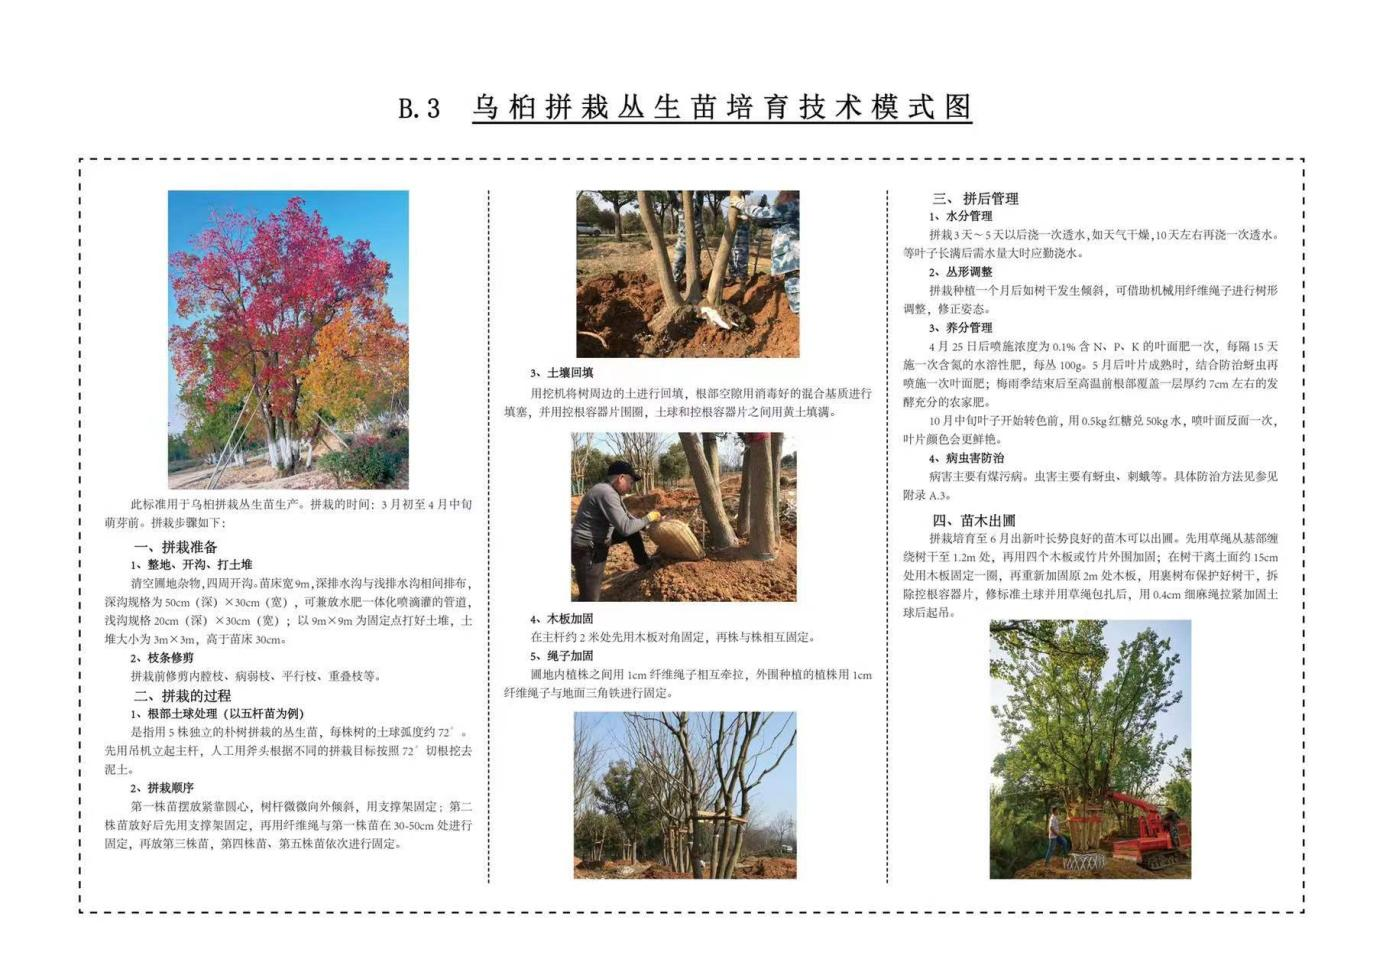 B.3 乌桕拼栽丛生苗培育技术模式图
此标准用于乌桕拼栽丛生苗生产。拼栽的时间：3月初至4月中旬
萌芽前。拼栽步骤如下：
一、拼栽准备
1、整地、开沟、打土堆
清空圃地杂物，四周开沟。苗床宽9m，深排水沟与浅排水沟相间排布，
深沟规格为50cm（深）×30cm（宽），可兼放水肥一体化喷滴灌的管道，
浅沟规格20cm（深）×30cm（宽）；以9m×9m为固定点打好土堆，土
堆大小为3m×3m，高于苗床30cm。
2、枝条修剪
拼栽前修剪内膛枝、病弱枝、平行枝、重叠枝等。
二、拼栽的过程
1、根部土球处理（以五杆苗为例）
是指用5株独立的朴树拼栽的丛生苗，每株树的土球弧度约72°。
先用吊机立起主杆，人工用斧头根据不同的拼栽目标按照72°切根挖去
泥土。
2、拼栽顺序
第一株苗摆放紧靠圆心，树杆微微向外倾斜，用支撑架固定；第二
株苗放好后先用支撑架固定，再用纤维绳与第一株苗在30-50cm处进行
固定，再放第三株苗，第四株苗、第五株苗依次进行固定。
3、土壤回填
用挖机将树周边的土进行回填，根部空隙用消毒好的混合基质进行
填塞，并用控根容器片围圈，土球和控根容器片之间用黄土填满。
4、木板加固
在主杆约2米处先用木板对角固定，再株与株相互固定。
5、绳子加固
圃地内植株之间用1cm纤维绳子相互牵拉，外围种植的植株用1cm
纤维绳子与地面三角铁进行固定。
三、拼后管理
1、水分管理
拼栽3天～5天以后浇一次透水，如天气干燥，10天左右再浇一次透水。
等叶子长满后需水量大时应勤浇水。
2、丛形调整
拼栽种植一个月后如树干发生倾斜，可借助机械用纤维绳子进行树形
调整，修正姿态。
3、养分管理
4月25日后喷施浓度为0.1%含N、P、K的叶面肥一次，每隔15天
施一次含氮的水溶性肥，每丛100g。5月后叶片成熟时，结合防治蚜虫再
喷施一次叶面肥；梅雨季结束后至高温前根部覆盖一层厚约7cm左右的发
酵充分的农家肥。
10月中旬叶子开始转色前，用0.5kg红糖兑50kg水，喷叶面反面一次，
叶片颜色会更鲜艳。
4、病虫害防治
病害主要有煤污病。虫害主要有蚜虫、刺蛾等。具体防治方法见参见
附录A.3。
四、苗木出圃
拼栽培育至6月出新叶长势良好的苗木可以出圃。先用草绳从基部缠
绕树干至1.2m处，再用四个木板或竹片外围加固；在树干离土面约15cm
处用木板固定一圈，再重新加固原2m处木板，用裹树布保护好树干，拆
除控根容器片，修标准土球并用草绳包扎后，用0.4cm细麻绳拉紧加固土
球后起吊。